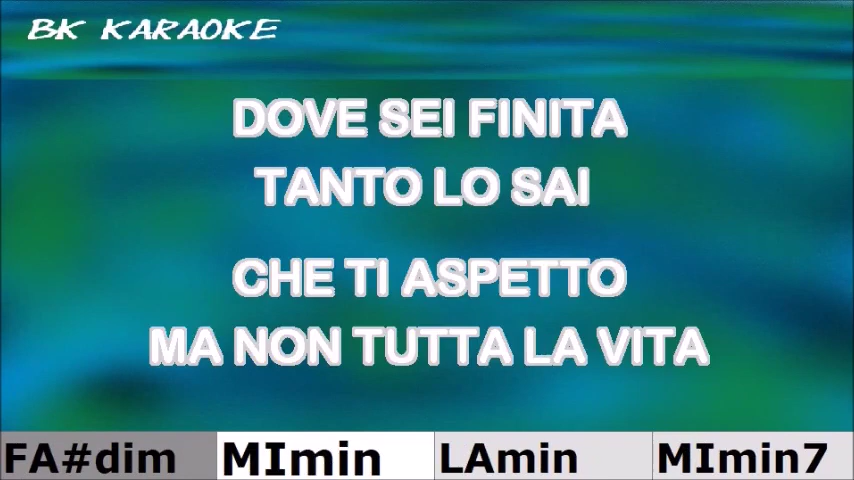 BK KARAOKE
DOVE SEI FINITA
TANTO LO SAI
CHE TI ASPETTO
MA NON TUTTA LA VITA
FA#dim MImin LAmin MImin7